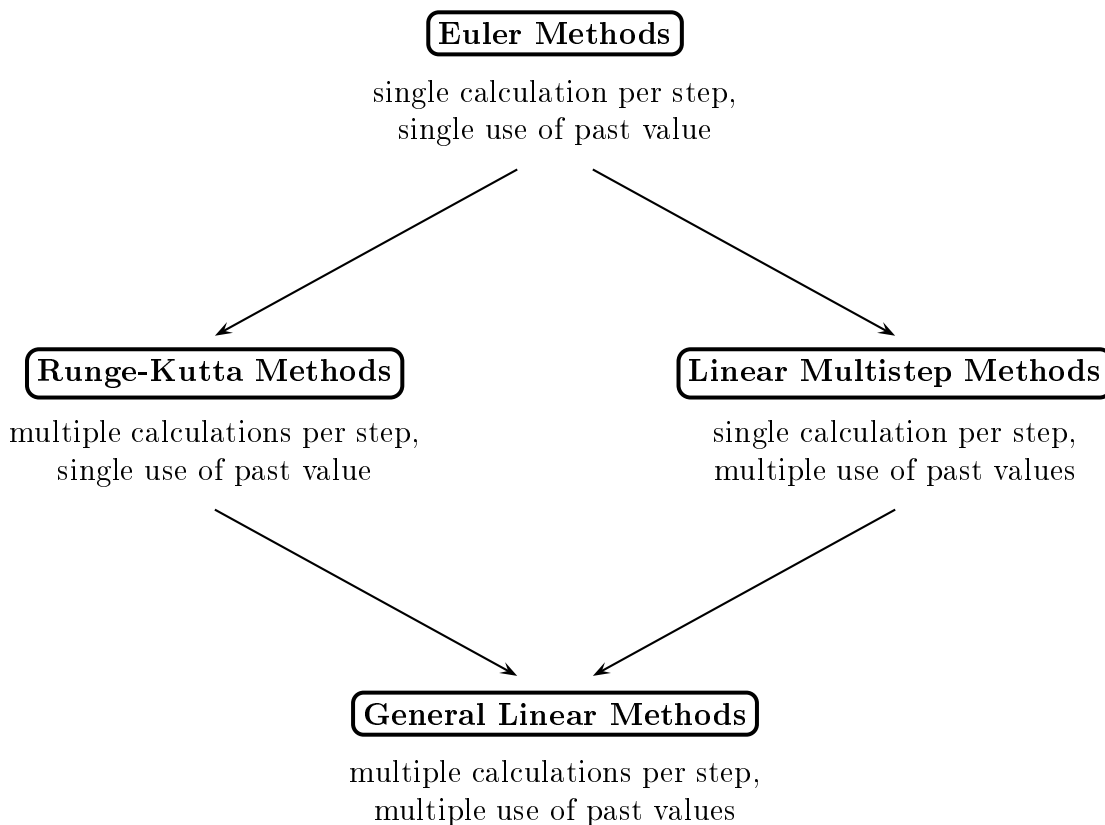 Euler Methods
single calculation per step,
single use of past value
Runge-Kutta Methods
multiple calculations per step,
single use of past value
Linear Multistep Methods
single calculation per step,
multiple use of past values
General Linear Methods
multiple calculations per step,
multiple use of past values